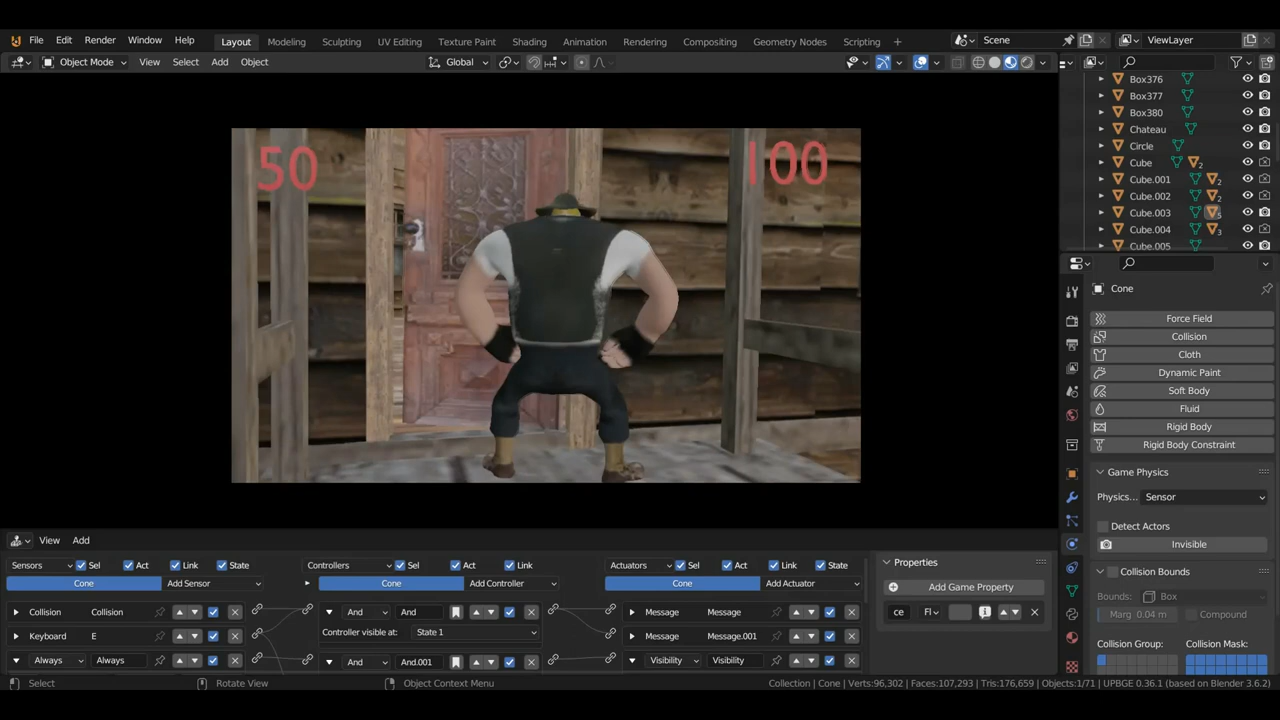 File Edit Render Window Help Layout Modeling Sculpting UV Editing Texture Paint Shading Animation Rendering Compositing Geometry Nodes Scripting + Scene ViewLayer
Object Mode View Select Add Object Global
Box376
Box377
Box380
Chateau
Circle
Cube 2
Cube.001 2
Cube.002 2
Cube.003 5
Cube.004 3
Cube.005
50 100
Cone
Force Field
Collision
Cloth
Dynamic Paint
Soft Body
Fluid
Rigid Body
Rigid Body Constraint
Game Physics
Physics... Sensor
Detect Actors
Invisible
Collision Bounds
Bounds: Box
Marg 0.04 m Compound
Collision Group: Collision Mask:
View Add
Sensors Sel Act Link State Controllers Sel Act Link Actuators Sel Act Link State
Cone Add Sensor Cone Add Controller Cone Add Actuator
Collision Collision And And Message Message
Controller visible at: State 1
Keyboard E Message Message.001
Always Always And And.001 Visibility Visibility
Properties
Add Game Property
ce Fl
Select Rotate View Object Context Menu Collection | Cone | Verts:96,302 | Faces:107,293 | Tris:176,659 | Objects:1/71 | UPBGE 0.36.1 (based on Blender 3.6.2)